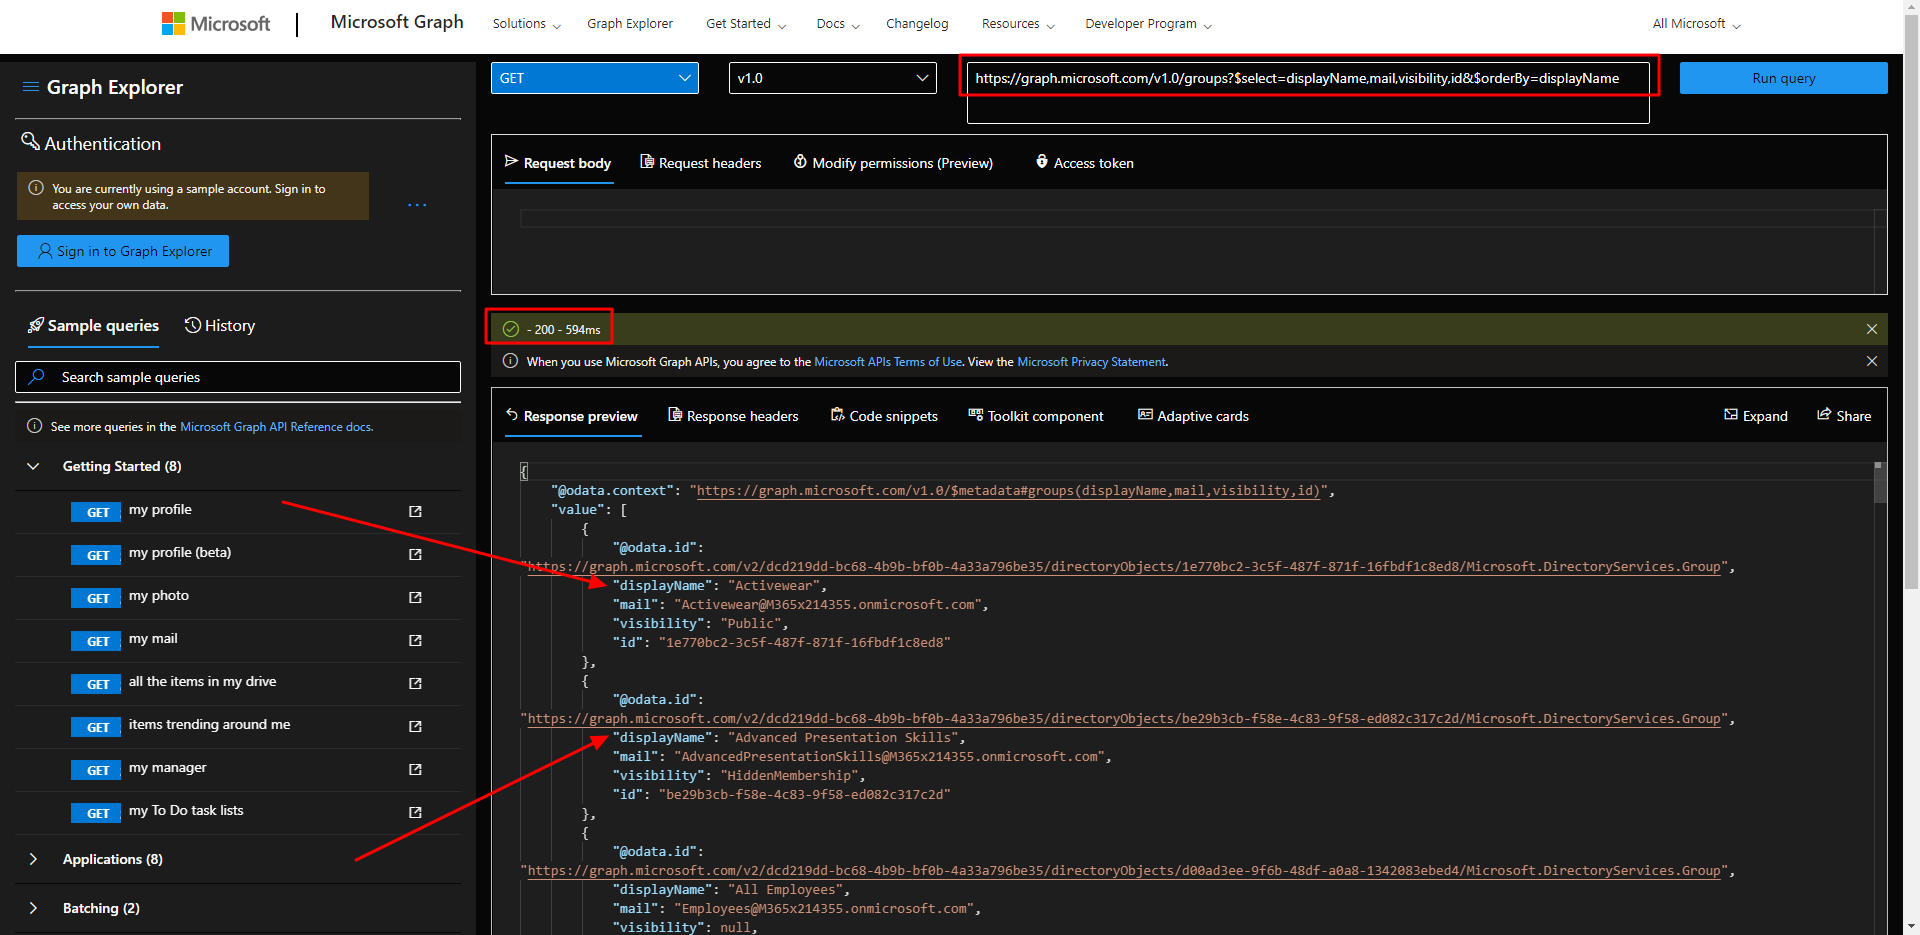 Microsoft | Microsoft Graph Solutions Graph Explorer Get Started Docs Changelog Resources Developer Program All Microsoft
Graph Explorer
Authentication
You are currently using a sample account. Sign in to
access your own data.
...
Sign in to Graph Explorer
Sample queries History
Search sample queries
See more queries in the Microsoft Graph API Reference docs.
Getting Started (8)
GET my profile
GET my profile (beta)
GET my photo
GET my mail
GET all the items in my drive
GET items trending around me
GET my manager
GET my To Do task lists
Applications (8)
Batching (2)
GET v1.0 https://graph.microsoft.com/v1.0/groups?$select=displayName,mail,visibility,id&$orderBy=displayName Run query
Request body Request headers Modify permissions (Preview) Access token
- 200 - 594ms
When you use Microsoft Graph APIs, you agree to the Microsoft APIs Terms of Use. View the Microsoft Privacy Statement.
Response preview Response headers Code snippets Toolkit component Adaptive cards Expand Share
{
"@odata.context": "https://graph.microsoft.com/v1.0/$metadata#groups(displayName,mail,visibility,id)",
"value": [
{
"@odata.id":
"https://graph.microsoft.com/v2/dcd219dd-bc68-4b9b-bf0b-4a33a796be35/directoryObjects/1e770bc2-3c5f-487f-871f-16fbdf1c8ed8/Microsoft.DirectoryServices.Group",
"displayName": "Activewear",
"mail": "Activewear@M365x214355.onmicrosoft.com",
"visibility": "Public",
"id": "1e770bc2-3c5f-487f-871f-16fbdf1c8ed8"
},
{
"@odata.id":
"https://graph.microsoft.com/v2/dcd219dd-bc68-4b9b-bf0b-4a33a796be35/directoryObjects/be29b3cb-f58e-4c83-9f58-ed082c317c2d/Microsoft.DirectoryServices.Group",
"displayName": "Advanced Presentation Skills",
"mail": "AdvancedPresentationSkills@M365x214355.onmicrosoft.com",
"visibility": "HiddenMembership",
"id": "be29b3cb-f58e-4c83-9f58-ed082c317c2d"
},
{
"@odata.id":
"https://graph.microsoft.com/v2/dcd219dd-bc68-4b9b-bf0b-4a33a796be35/directoryObjects/d00ad3ee-9f6b-48df-a0a8-1342083ebed4/Microsoft.DirectoryServices.Group",
"displayName": "All Employees",
"mail": "Employees@M365x214355.onmicrosoft.com",
"visibility": null,